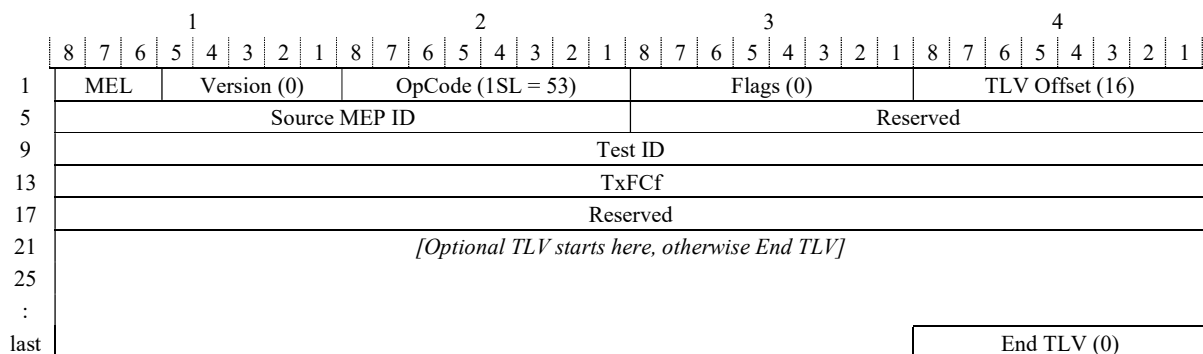 1 2 3 4
8 7 6 5 4 3 2 1 8 7 6 5 4 3 2 1 8 7 6 5 4 3 2 1 8 7 6 5 4 3 2 1
1 MEL Version (0) OpCode (1SL = 53) Flags (0) TLV Offset (16)
5 Source MEP ID Reserved
9 Test ID
13 TxFCf
17 Reserved
21 [Optional TLV starts here, otherwise End TLV]
25
:
last End TLV (0)